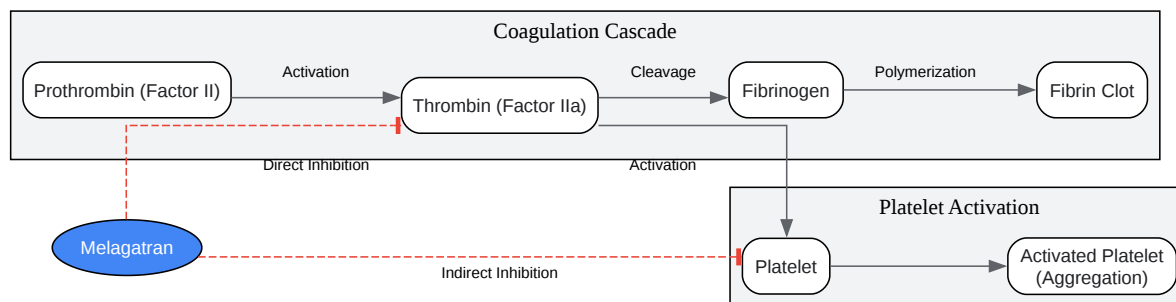 Coagulation Cascade
Activation
Cleavage
Polymerization
Prothrombin (Factor II)
Thrombin (Factor IIa)
Fibrinogen
Fibrin Clot
Direct Inhibition
Activation
Platelet Activation
Melagatran
Indirect Inhibition
Platelet
Activated Platelet
(Aggregation)